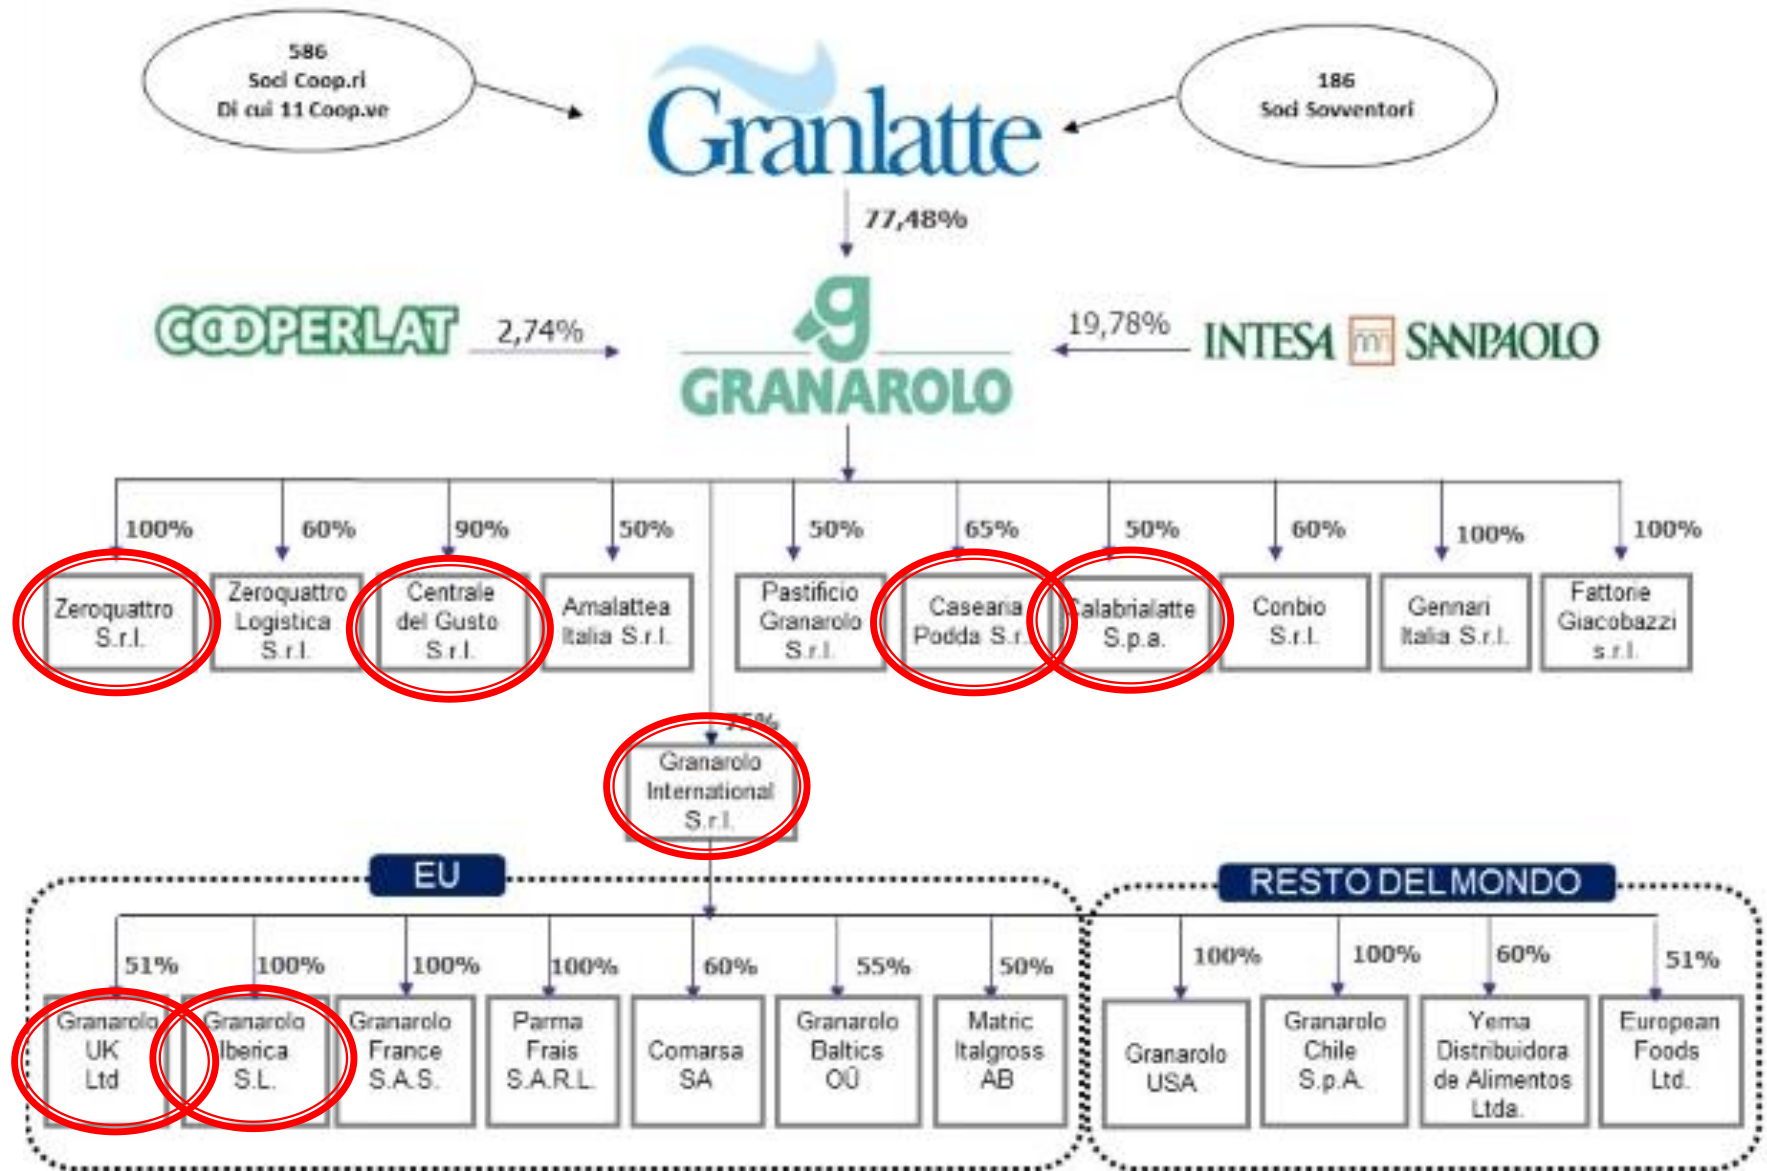 586
Soci Coop.ri
Di cui 11 Coop.ve
Granlatte
186
Soci Sovventori
77,48%
COOPERLAT
2,74%
g
GRANAROLO
19,78%
INTESA SANPAOLO
100%
60%
90%
50%
50%
65%
50%
60%
100%
100%
Zeroquattro
S.r.l.
Zeroquattro
Logistica
S.r.l.
Centrale
del Gusto
S.r.l.
Amalattea
Italia S.r.l.
Pastificio
Granarolo
S.r.l.
Casearia
Podda S.r.
Calabrialatte
S.p.a.
Conbio
S.r.l.
Gennari
Italia S.r.l.
Fattorie
Giacobazzi
s.r.l.
75%
Granarolo
International
S.r.l.
EU
RESTO DEL MONDO
51%
100%
100%
100%
60%
55%
50%
100%
100%
60%
51%
Granarolo
UK
Ltd
Granarolo
Iberica
S.L.
Granarolo
France
S.A.S.
Parma
Frais
S.A.R.L.
Comarsa
SA
Granarolo
Baltics
OÜ
Matric
Italgross
AB
Granarolo
USA
Granarolo
Chile
S.p.A.
Yema
Distribuidora
de Alimentos
Ltda.
European
Foods
Ltd.